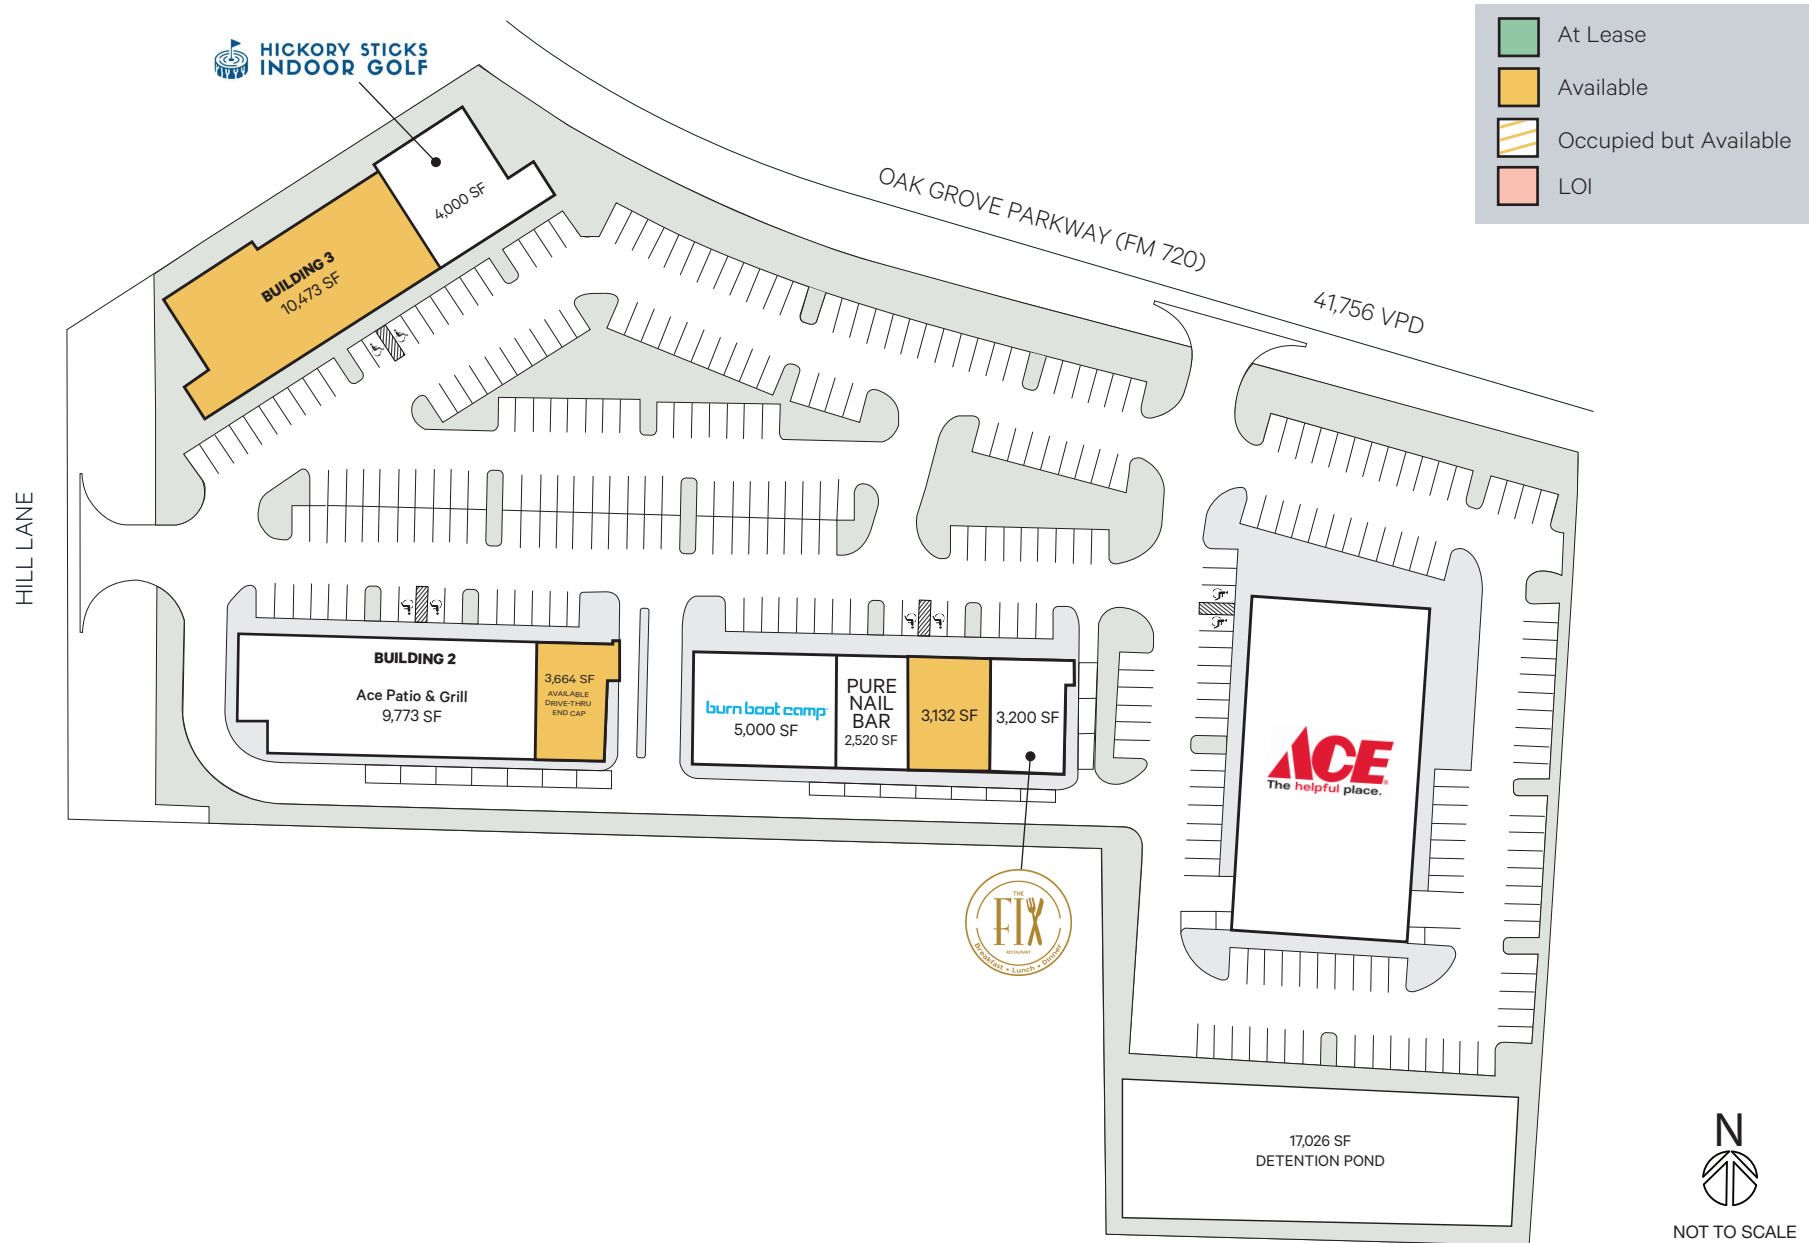 HICKORY STICKS
INDOOR GOLF
At Lease
Available
Occupied but Available
LOI
4,000 SF
BUILDING 3
10,473 SF
OAK GROVE PARKWAY (FM 720)
41,756 VPD
HILL LANE
BUILDING 2
Ace Patio & Grill
9,773 SF
3,664 SF
AVAILABLE
DRIVE-THRU
END CAP
burn boot camp
5,000 SF
PURE
NAIL
BAR
2,520 SF
3,132 SF
3,200 SF
ACE
The helpful place.
THE
FIX
RESTAURANT
Breakfast • Lunch • Dinner
17,026 SF
DETENTION POND
N
NOT TO SCALE